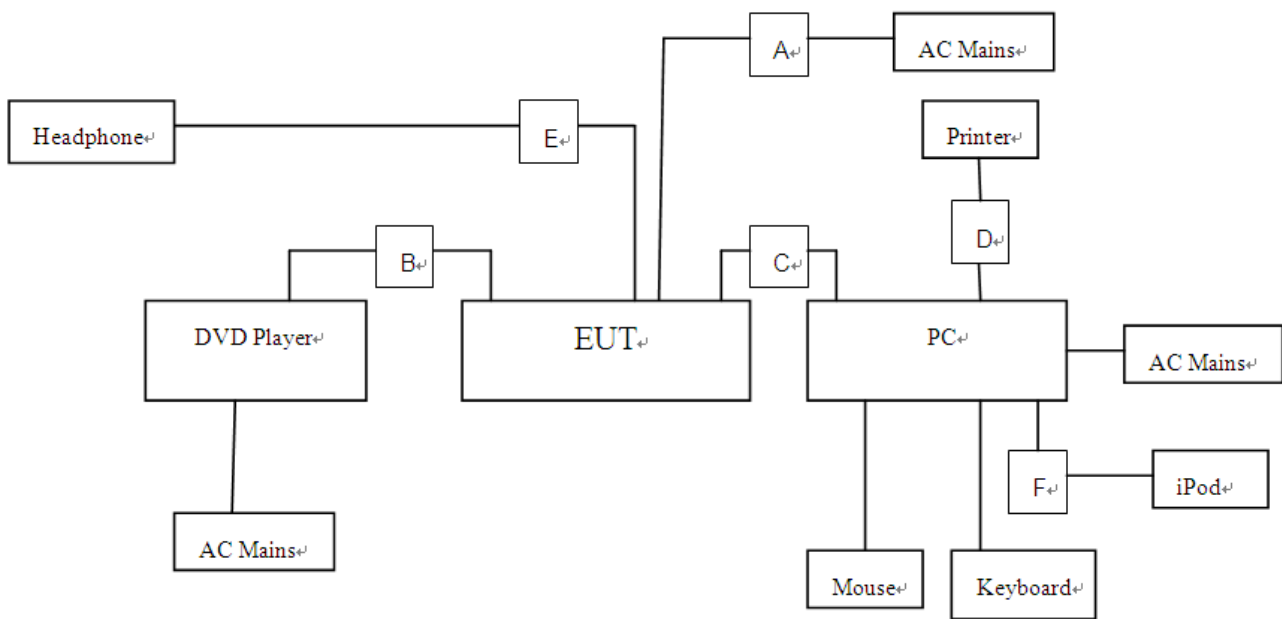 A↵
AC Mains↵
Headphone↵
E↵
Printer↵
D↵
B↵
C↵
DVD Player↵
EUT↵
PC↵
AC Mains↵
F↵
iPod↵
AC Mains↵
Mouse↵
Keyboard↵